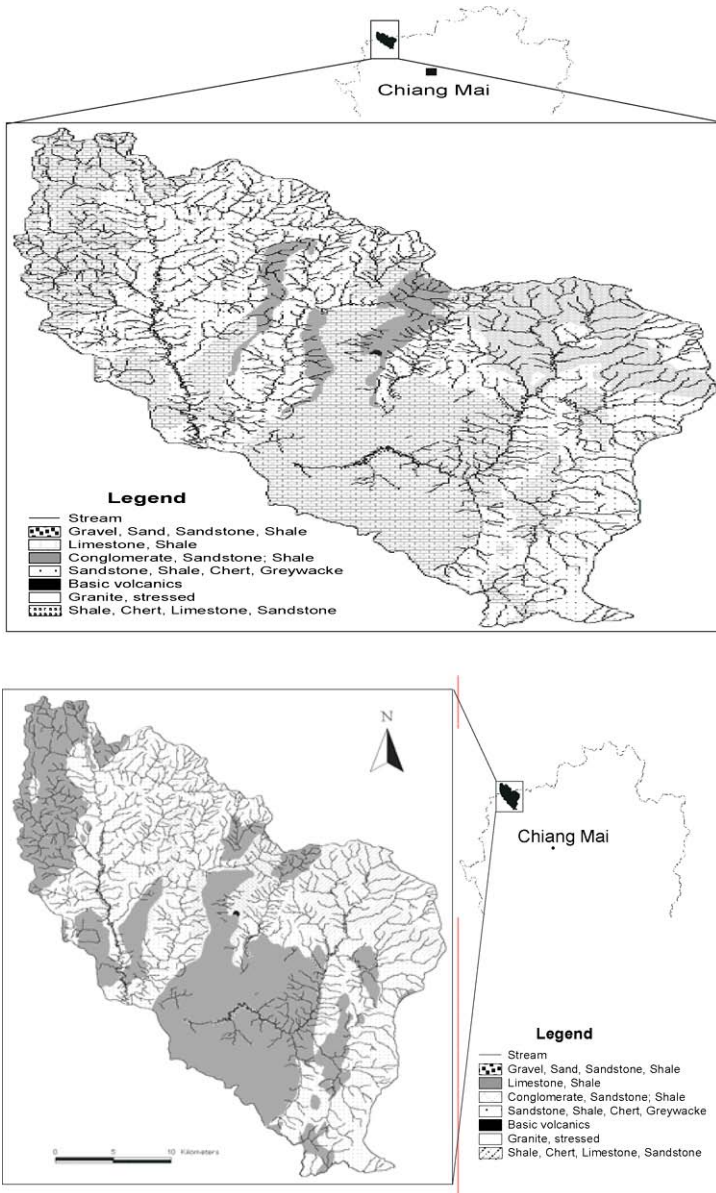 Chiang Mai
Legend
Stream
Gravel, Sand, Sandstone, Shale
Limestone, Shale
Conglomerate, Sandstone; Shale
Sandstone, Shale, Chert, Greywacke
Basic volcanics
Granite, stressed
Shale, Chert, Limestone, Sandstone
N
Chiang Mai
Legend
Stream
Gravel, Sand, Sandstone, Shale
Limestone, Shale
Conglomerate, Sandstone; Shale
Sandstone, Shale, Chert, Greywacke
Basic volcanics
Granite, stressed
Shale, Chert, Limestone, Sandstone
0 5 10 Kilometers